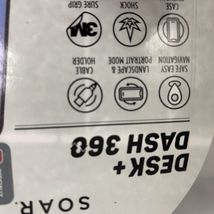 SOAR
DESK+
DASH 360
CABLE
HOLDER
LANDSCAPE &
PORTRAIT MODE
SAFE EASY
NAVIGATION
3M
SURE GRIP
SHOCK
CASE